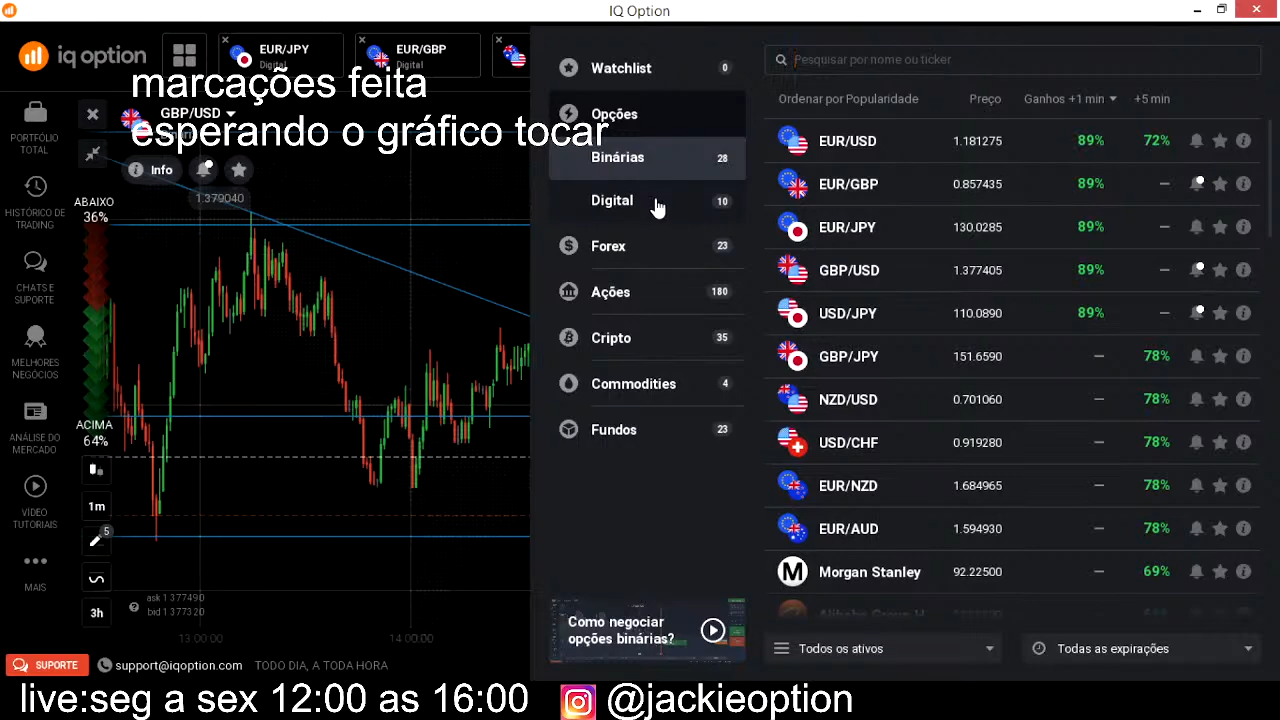 IQ Option
iq option
EUR/JPY
Digital
EUR/GBP
Digital
marcações feita
esperando o gráfico tocar
GBP/USD
Info
1.379040
PORTFÓLIO
TOTAL
HISTÓRICO DE
TRADING
CHATS E
SUPORTE
MELHORES
NEGÓCIOS
ANÁLISE DO
MERCADO
VÍDEO
TUTORIAIS
MAIS
ABAIXO
36%
ACIMA
64%
1m
5
3h
ask 1.377490
bid 1.377320
13:00:00
14:00:00
Watchlist 0
Opções
Binárias 28
Digital 10
Forex 23
Ações 180
Cripto 35
Commodities 4
Fundos 23
Como negociar
opções binárias?
Pesquisar por nome ou ticker
Ordenar por Popularidade Preço Ganhos +1 min +5 min
EUR/USD 1.181275 89% 72%
EUR/GBP 0.857435 89% –
EUR/JPY 130.0285 89% –
GBP/USD 1.377405 89% –
USD/JPY 110.0890 89% –
GBP/JPY 151.6590 – 78%
NZD/USD 0.701060 – 78%
USD/CHF 0.919280 – 78%
EUR/NZD 1.684965 – 78%
EUR/AUD 1.594930 – 78%
M Morgan Stanley 92.22500 – 69%
Todos os ativos
Todas as expirações
SUPORTE
support@iqoption.com
TODO DIA, A TODA HORA
live:seg a sex 12:00 as 16:00
@jackieoption